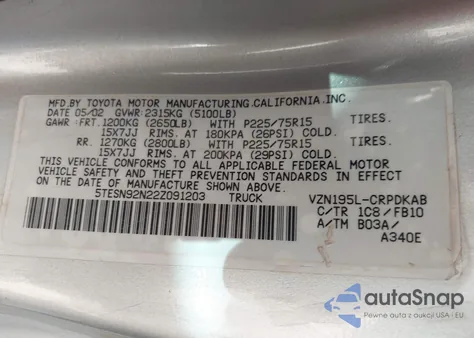 MFD.BY TOYOTA MOTOR MANUFACTURING.CALIFORNIA.INC.
DATE 05/02 GVWR:2315KG (5100LB)
GAWR FRT.1200KG (2650LB) WITH P225/75R15 TIRES.
15X7JJ RIMS. AT 180KPA (26PSI) COLD.
RR. 1270KG (2800LB) WITH P225/75R15 TIRES.
15X7JJ RIMS. AT 200KPA (29PSI) COLD.
THIS VEHICLE CONFORMS TO ALL APPLICABLE FEDERAL MOTOR
VEHICLE SAFETY, BUMPER, AND THEFT PREVENTION STANDARDS IN
EFFECT ON THE DATE OF MANUFACTURE SHOWN ABOVE.
5TESN92N22Z091203 TRUCK VZN195L-CRPDKAB
C/TR 1C8/FB10
A/TM B03A/
A340E
autoSnap
Pewne auta z aukcji USA i EU